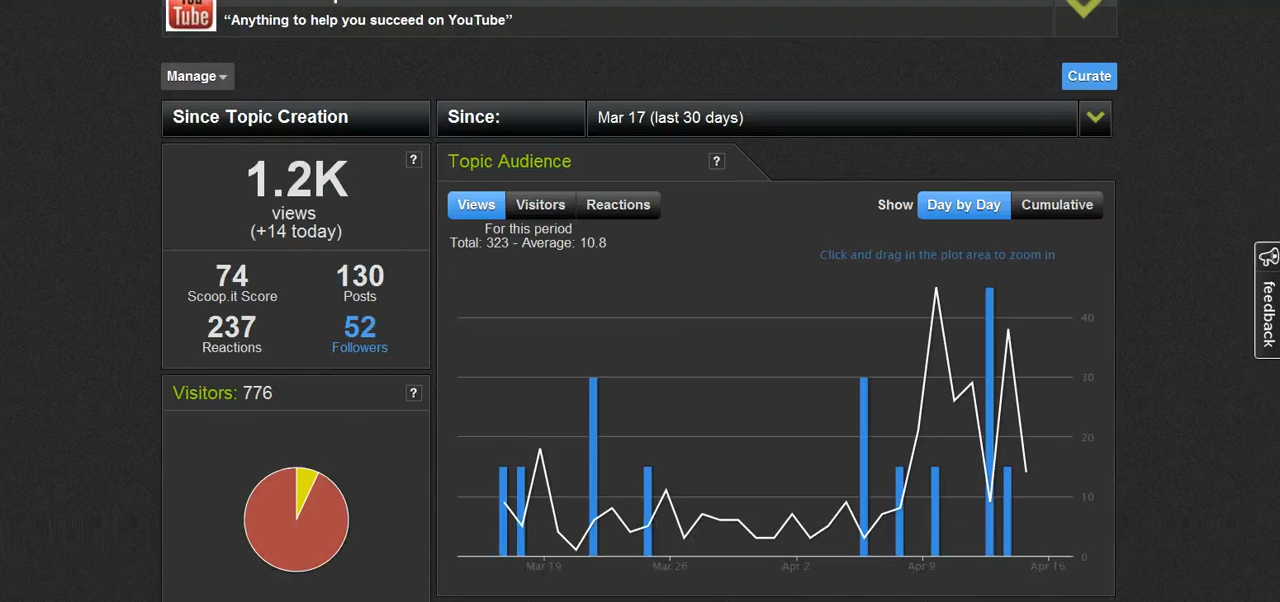 Tube
“Anything to help you succeed on YouTube”
Manage
Curate
Since Topic Creation
Since:
Mar 17 (last 30 days)
1.2K
?
views
(+14 today)
74
130
Scoop.it Score
Posts
237
52
Reactions
Followers
Visitors: 776
?
Topic Audience
?
Views
Visitors
Reactions
Show
Day by Day
Cumulative
For this period
Total: 323 - Average: 10.8
Click and drag in the plot area to zoom in
40
30
20
10
0
Mar 19
Mar 26
Apr 2
Apr 9
Apr 16
feedback